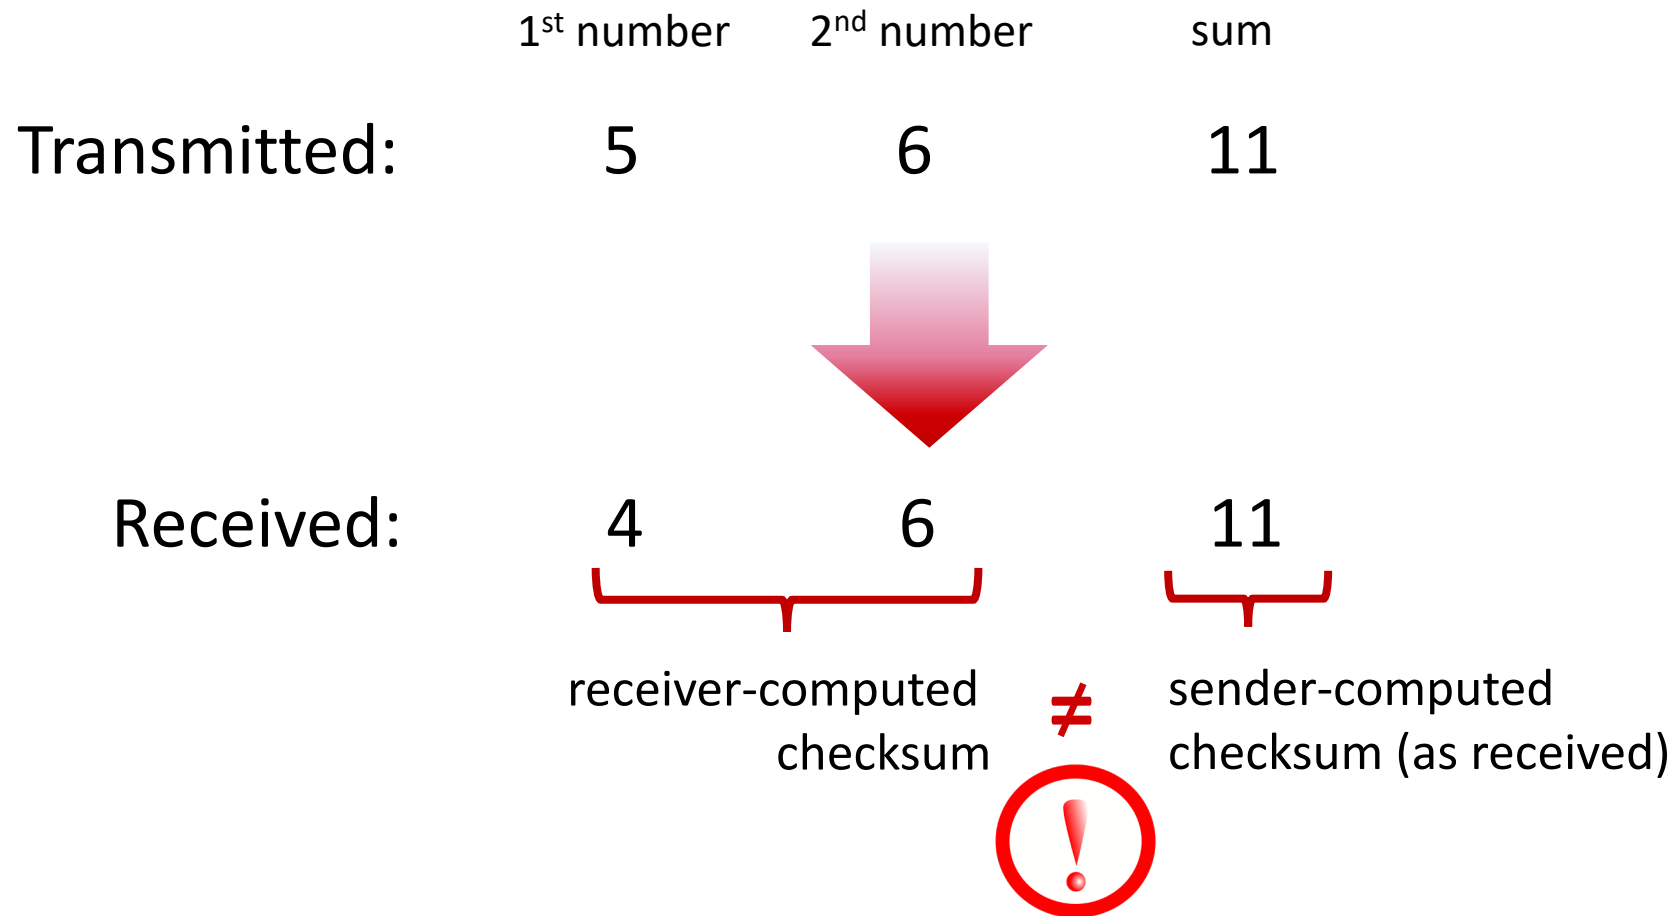 1st number 2nd number sum
Transmitted: 5 6 11
Received: 4 6 11
receiver-computed ≠ sender-computed
checksum checksum (as received)
!